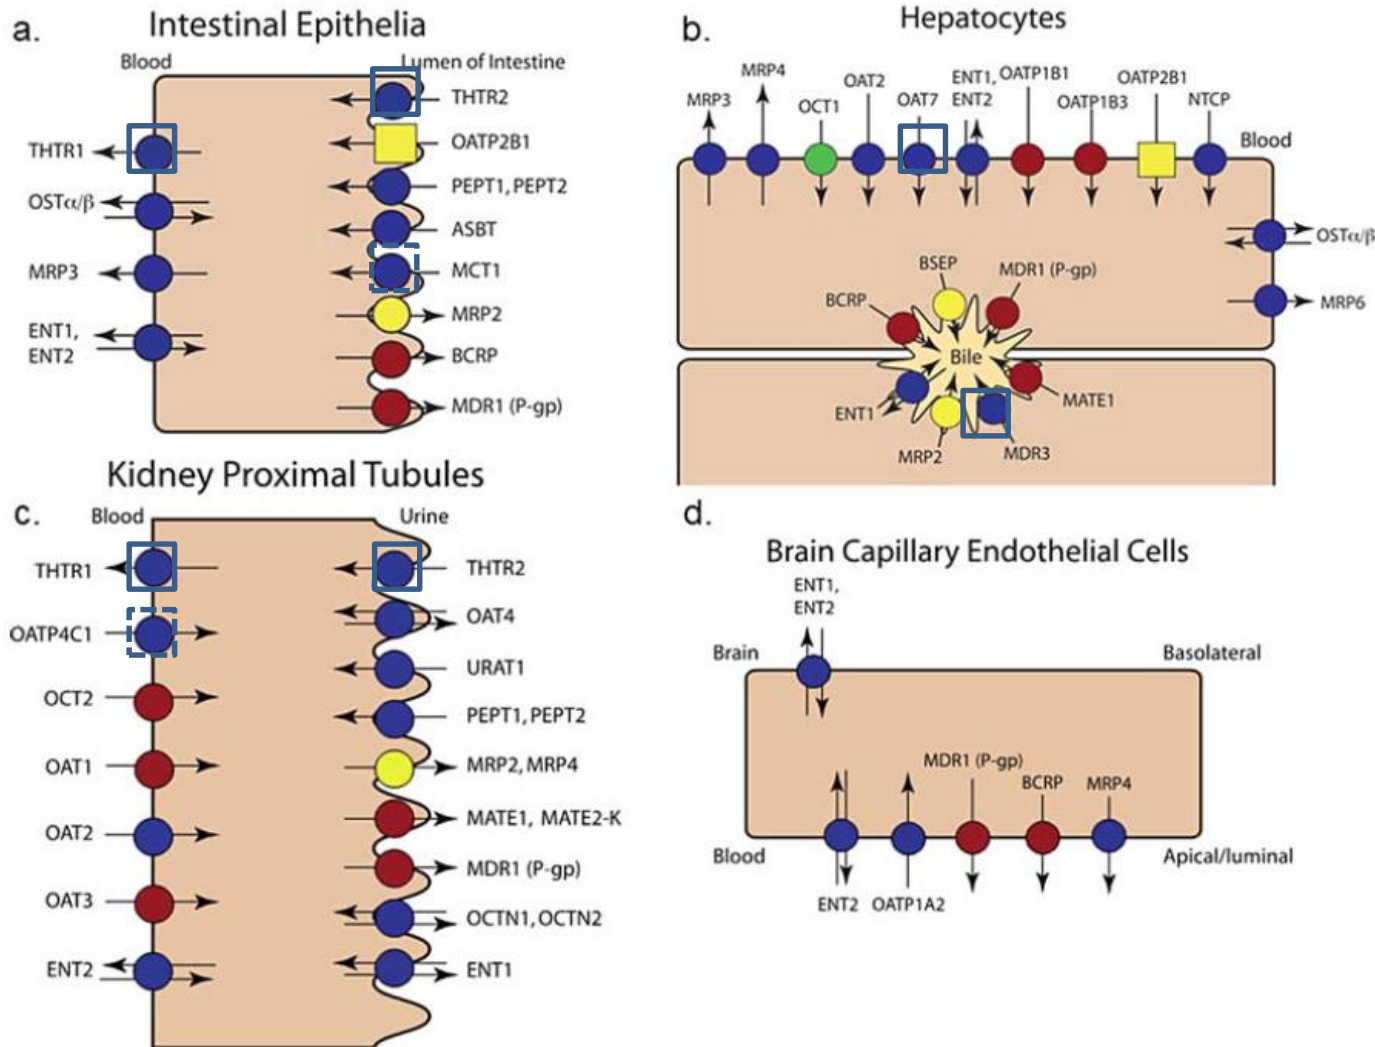 a.
Intestinal Epithelia
Blood
Lumen of Intestine
THTR1
OSTα/β
MRP3
ENT1,
ENT2
THTR2
OATP2B1
PEPT1, PEPT2
ASBT
MCT1
MRP2
BCRP
MDR1 (P-gp)
b.
Hepatocytes
MRP3
MRP4
OCT1
OAT2
OAT7
ENT1,
ENT2
OATP1B1
OATP1B3
OATP2B1
NTCP
Blood
OSTα/β
MRP6
BSEP
MDR1 (P-gp)
BCRP
Bile
ENT1
MATE1
MRP2
MDR3
Kidney Proximal Tubules
c.
Blood
Urine
THTR1
OATP4C1
OCT2
OAT1
OAT2
OAT3
ENT2
THTR2
OAT4
URAT1
PEPT1, PEPT2
MRP2, MRP4
MATE1, MATE2-K
MDR1 (P-gp)
OCTN1, OCTN2
ENT1
d.
Brain Capillary Endothelial Cells
ENT1,
ENT2
Brain
Basolateral
MDR1 (P-gp)
BCRP
MRP4
Blood
Apical/luminal
ENT2
OATP1A2